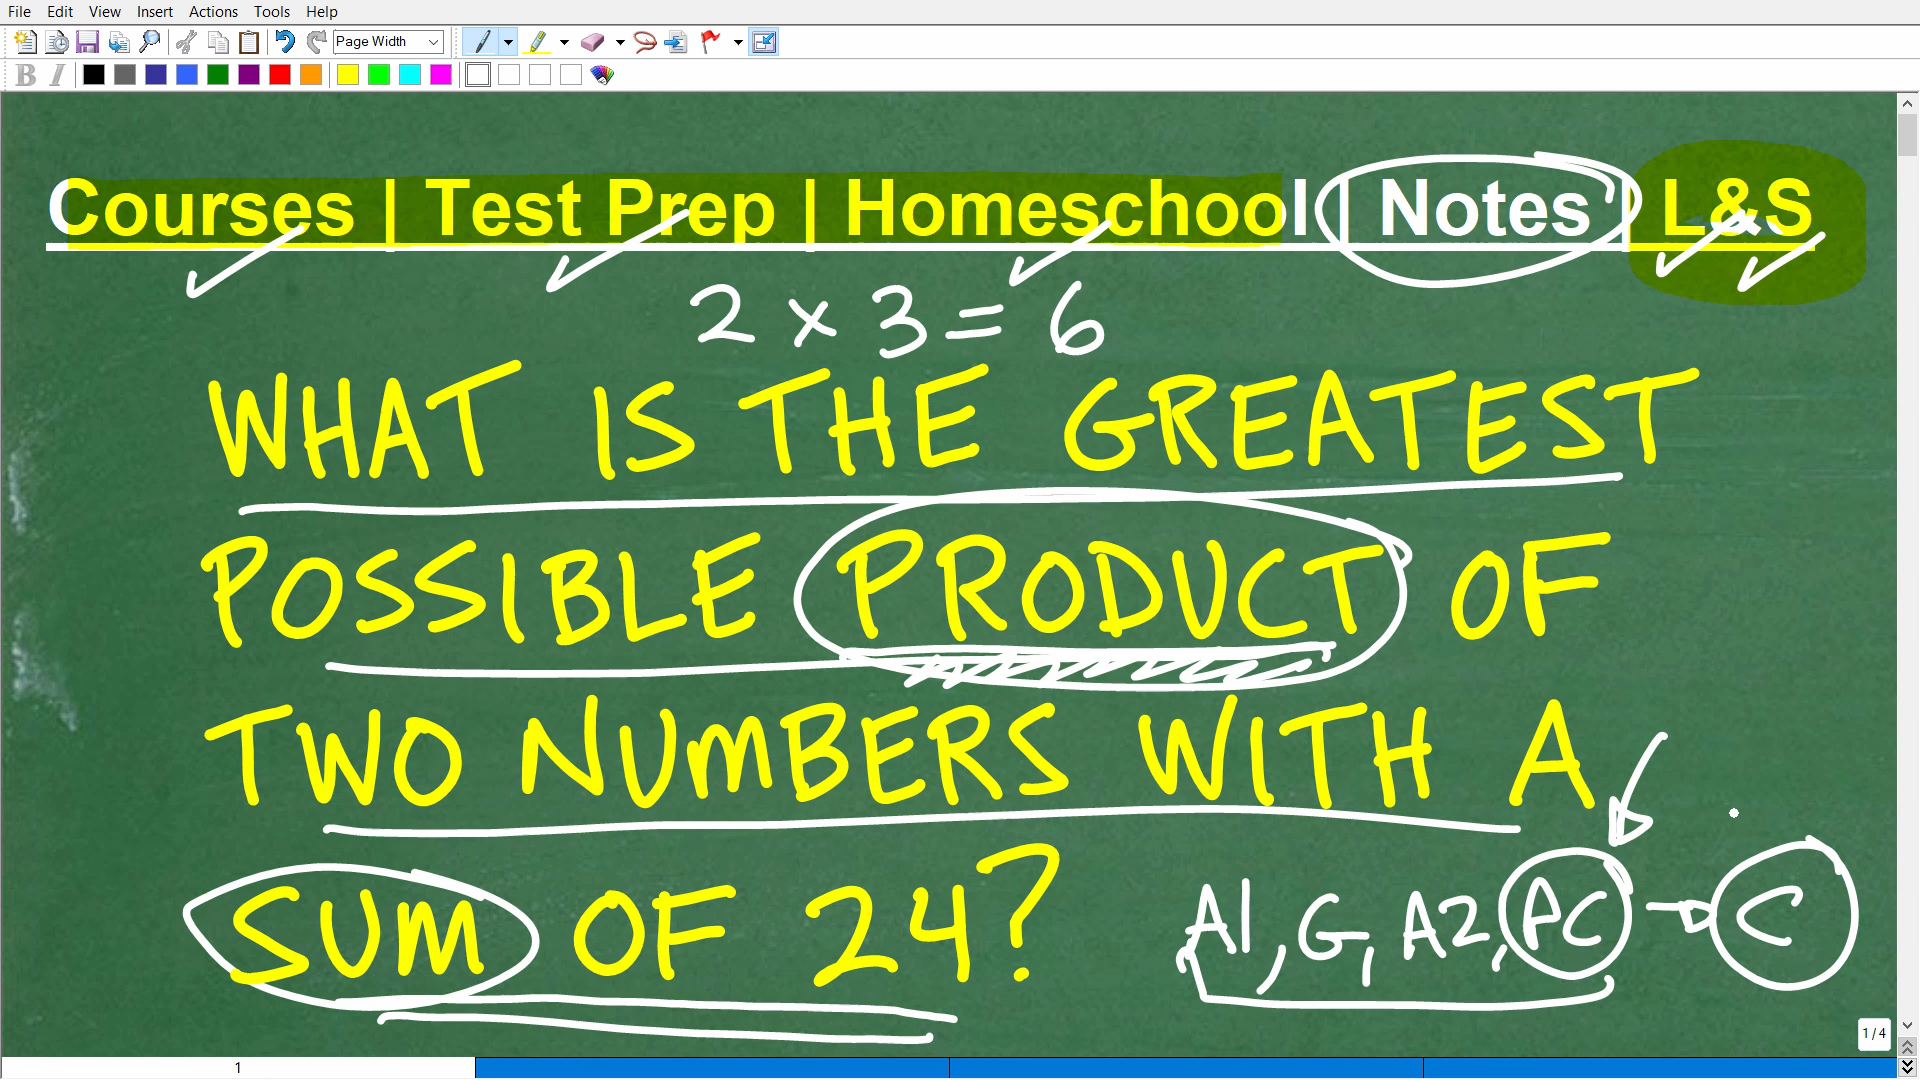 File Edit View Insert Actions Tools Help
Page Width
B I
Courses | Test Prep | Homeschool | Notes | L&S
2 x 3 = 6
WHAT IS THE GREATEST
POSSIBLE PRODUCT OF
TWO NUMBERS WITH A
SUM OF 24?
A1, G, A2, PC → C
1 / 4
1